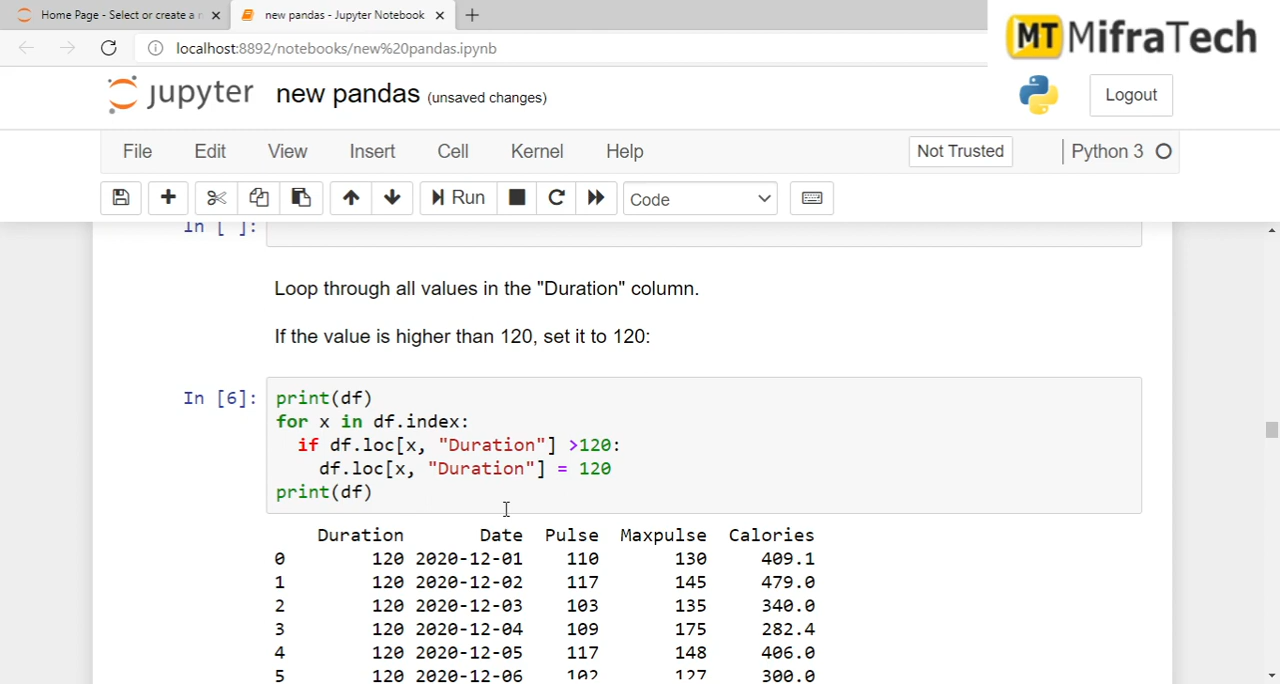 Home Page - Select or create a n
new pandas - Jupyter Notebook
localhost:8892/notebooks/new%20pandas.ipynb
MT MifraTech
jupyter new pandas (unsaved changes)
Logout
File Edit View Insert Cell Kernel Help Not Trusted Python 3
Run Code
In [ ]:
Loop through all values in the "Duration" column.
If the value is higher than 120, set it to 120:
In [6]: print(df)
for x in df.index:
if df.loc[x, "Duration"] >120:
df.loc[x, "Duration"] = 120
print(df)
Duration Date Pulse Maxpulse Calories
0 120 2020-12-01 110 130 409.1
1 120 2020-12-02 117 145 479.0
2 120 2020-12-03 103 135 340.0
3 120 2020-12-04 109 175 282.4
4 120 2020-12-05 117 148 406.0
5 120 2020-12-06 102 127 300.0